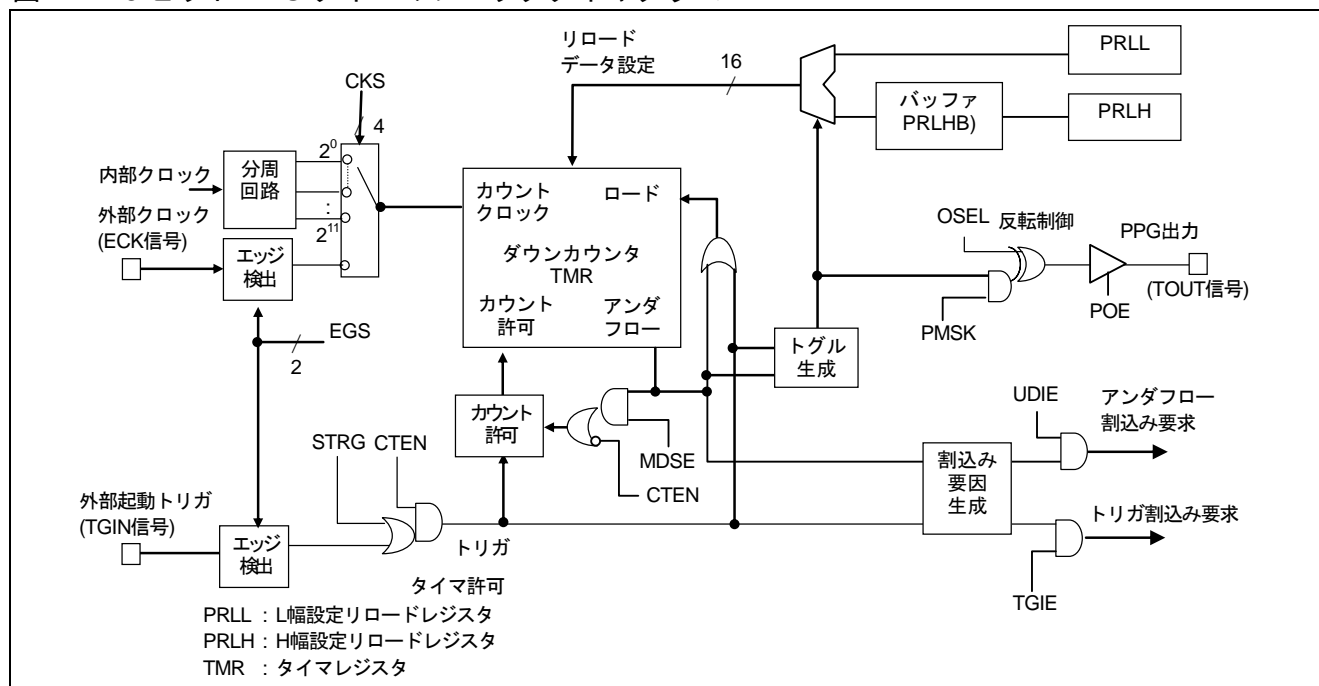 リロード
データ設定
16
PRLL
バッファ
PRLHB)
PRLH
CKS
4
2⁰
:
2¹¹
内部クロック
分周
回路
外部クロック
(ECK信号)
エッジ
検出
EGS
2
カウント
クロック
ロード
ダウンカウンタ
TMR
カウント
許可
アンダ
フロー
OSEL
反転制御
PPG出力
(TOUT信号)
POE
PMSK
トグル
生成
カウント
許可
MDSE
CTEN
STRG
CTEN
外部起動トリガ
(TGIN信号)
エッジ
検出
トリガ
タイマ許可
割込み
要因
生成
UDIE
アンダフロー
割込み要求
トリガ割込み要求
TGIE
PRLL : L幅設定リロードレジスタ
PRLH : H幅設定リロードレジスタ
TMR : タイマレジスタ